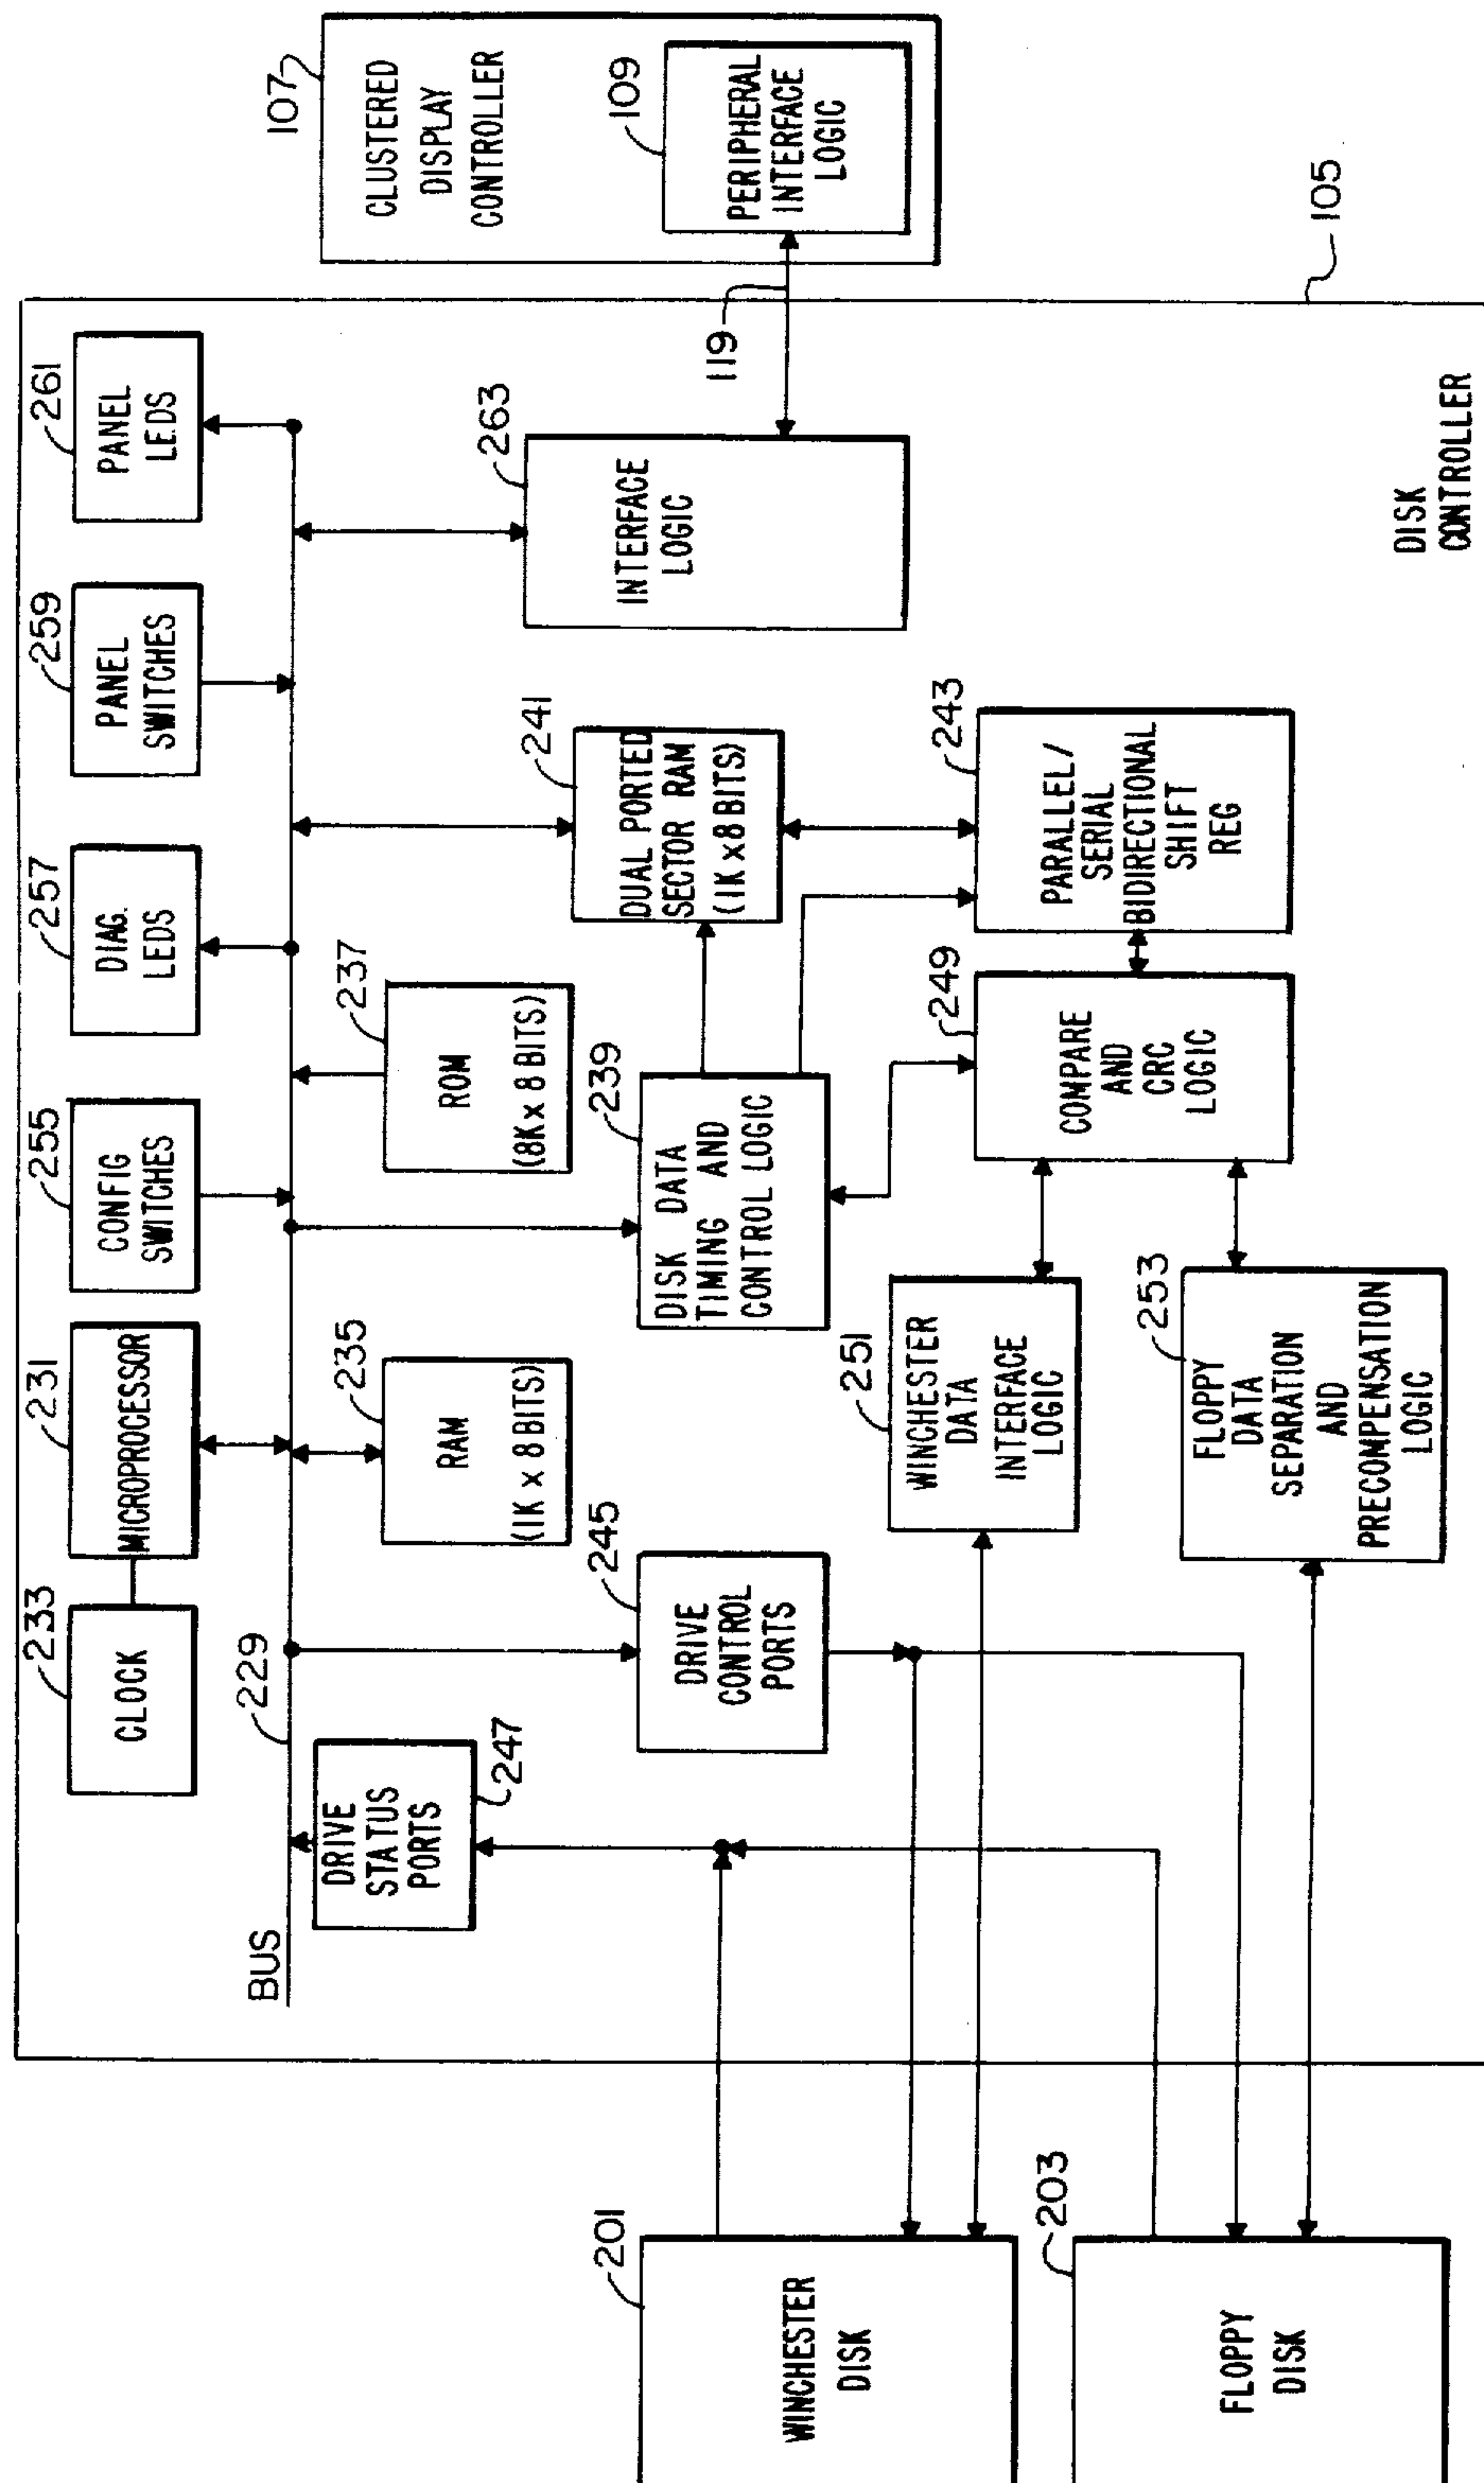 233
CLOCK
231
MICROPROCESSOR
255
CONFIG
SWITCHES
257
DIAG.
LEDS
259
PANEL
SWITCHES
261
PANEL
LEDS
107
CLUSTERED
DISPLAY
CONTROLLER
109
PERIPHERAL
INTERFACE
LOGIC
BUS
229
DRIVE
STATUS
PORTS
247
235
RAM
(1K x 8 BITS)
237
ROM
(8K x 8 BITS)
241
DUAL PORTED
SECTOR RAM
(1K x 8 BITS)
263
INTERFACE
LOGIC
119
245
DRIVE
CONTROL
PORTS
239
DISK DATA
TIMING AND
CONTROL LOGIC
201
WINCHESTER
DISK
251
WINCHESTER
DATA
INTERFACE
LOGIC
249
COMPARE
AND
CRC
LOGIC
243
PARALLEL/
SERIAL
BIDIRECTIONAL
SHIFT
REG
203
FLOPPY
DISK
253
FLOPPY
DATA
SEPARATION
AND
PRECOMPENSATION
LOGIC
105
DISK
CONTROLLER